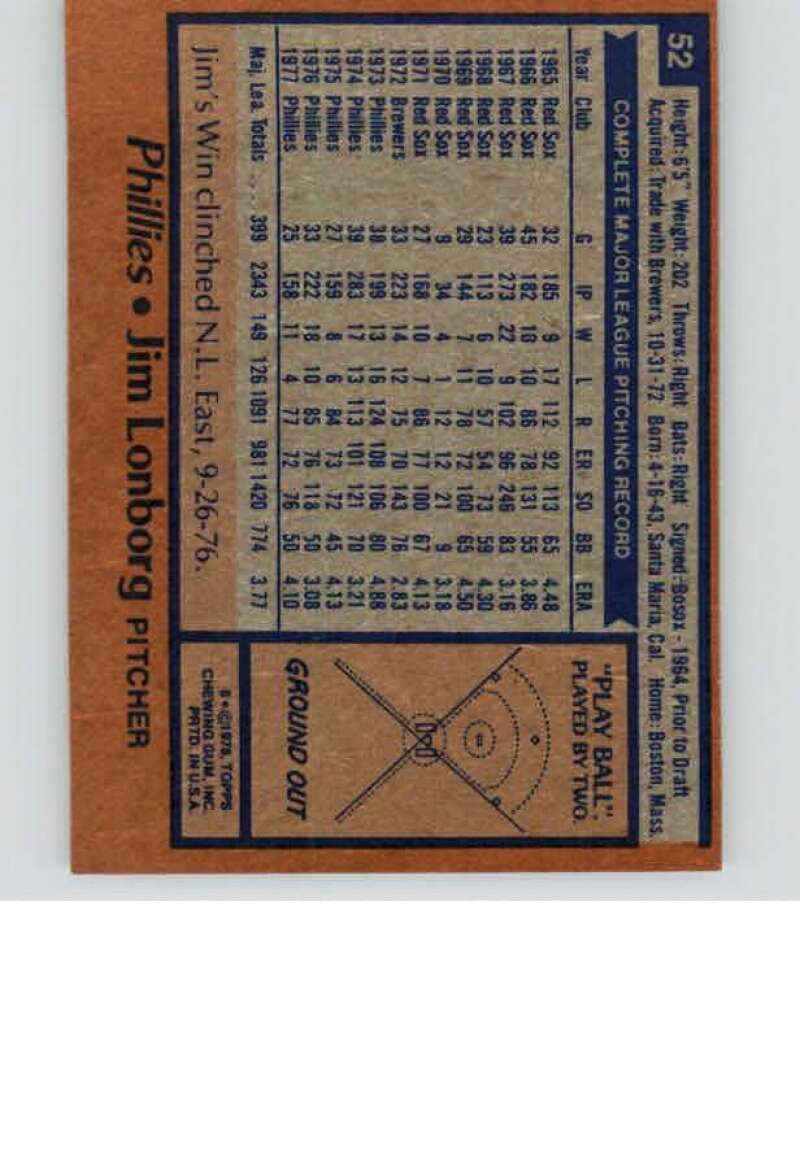 52
Height: 6'5" Weight: 202 Throws: Right Bats: Right Signed: Bosox - 1964, Prior to Draft
Acquired: Trade with Brewers, 10-31-72 Born: 4-16-43, Santa Maria, Cal. Home: Boston, Mass.
COMPLETE MAJOR LEAGUE PITCHING RECORD
Year Club G IP W L R ER SO BB ERA
1965 Red Sox 32 185 9 17 112 92 113 65 4.48
1966 Red Sox 45 182 10 10 86 78 131 55 3.86
1967 Red Sox 39 273 22 9 102 96 246 83 3.16
1968 Red Sox 23 113 6 10 57 54 73 59 4.30
1969 Red Sox 29 144 7 11 78 72 100 65 4.50
1970 Red Sox 9 34 4 1 12 12 21 9 3.18
1971 Red Sox 27 168 10 7 86 77 100 67 4.13
1972 Brewers 33 223 14 12 75 70 143 76 2.83
1973 Phillies 38 199 13 16 124 108 106 80 4.88
1974 Phillies 39 283 17 13 113 101 121 70 3.21
1975 Phillies 27 159 8 6 84 73 72 45 4.13
1976 Phillies 33 222 18 10 85 76 118 50 3.08
1977 Phillies 25 158 11 4 77 72 76 50 4.10
Maj. Lea. Totals . . . 399 2343 149 126 1091 981 1420 774 3.77
Jim's Win clinched N.L. East, 9-26-76.
"PLAY BALL",
PLAYED BY TWO.
GROUND OUT
B•©1978, TOPPS
CHEWING GUM, INC.
PRTD. IN U.S.A.
Phillies • Jim Lonborg PITCHER